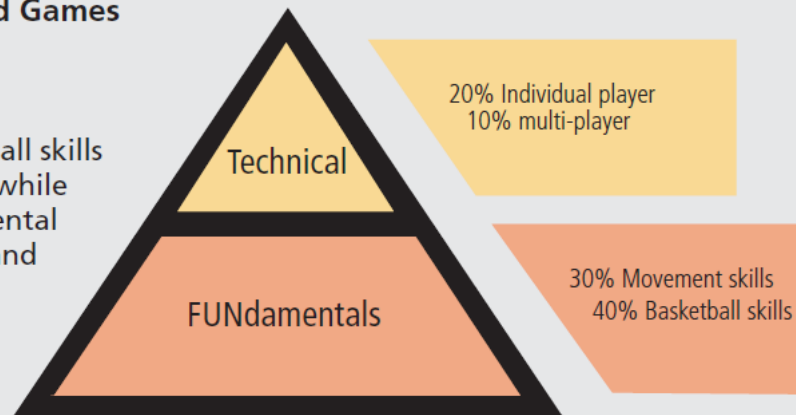 d Games
all skills
while
ental
and
Technical
20% Individual player
10% multi-player
FUNdamentals
30% Movement skills
40% Basketball skills